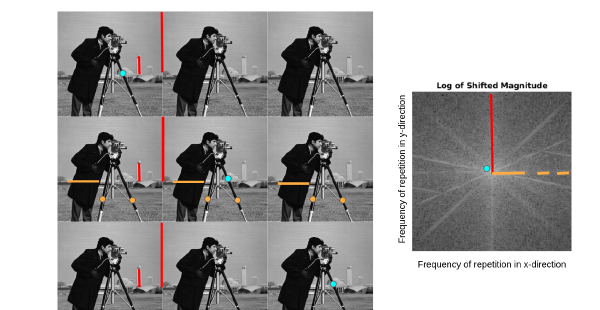 Log of Shifted Magnitude
Frequency of repetition in y-direction
Frequency of repetition in x-direction